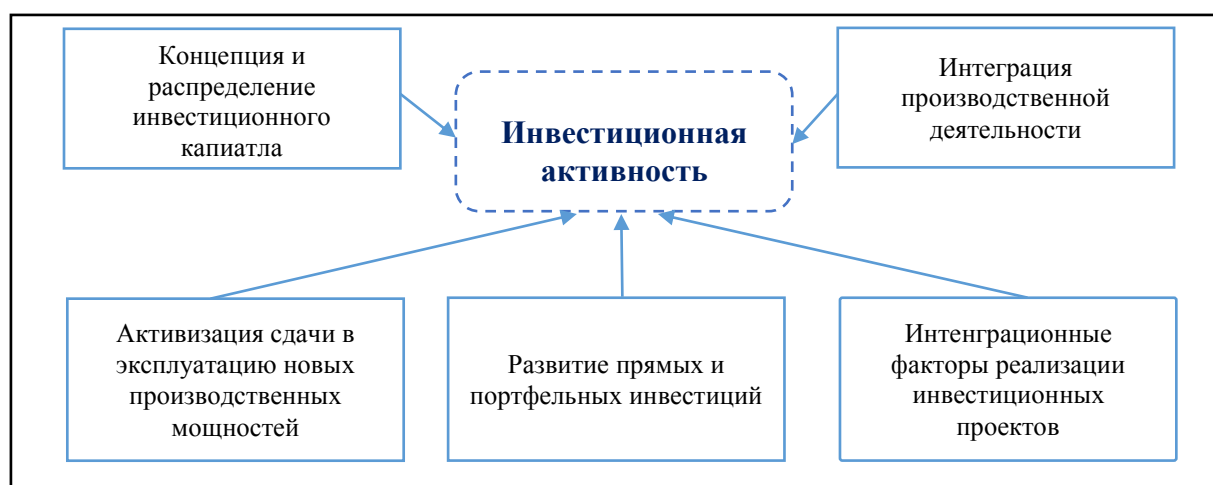 Концепция и
распределение
инвестиционного
капиатла
Инвестиционная
активность
Интеграция
производственной
деятельности
Активизация сдачи в
эксплуатацию новых
производственных
мощностей
Развитие прямых и
портфельных инвестиций
Интенграционные
факторы реализации
инвестиционных
проектов